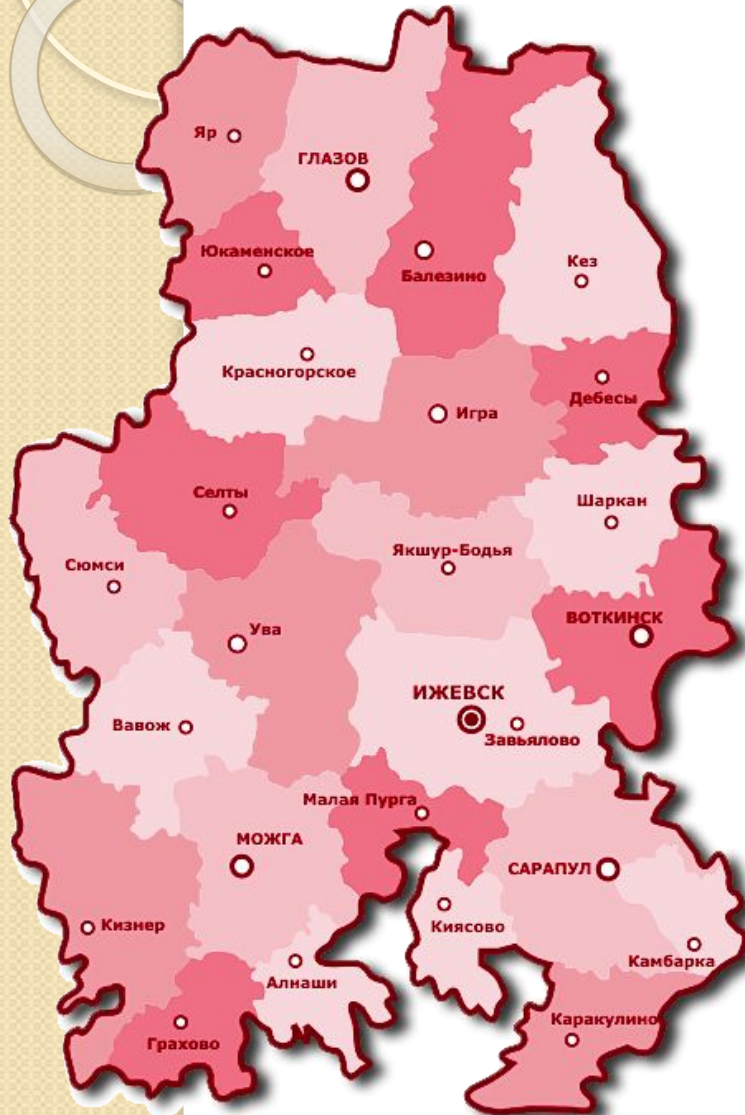 Яр
ГЛАЗОВ
Юкаменское
Балезино
Кез
Красногорское
Дебесы
Игра
Селты
Шаркан
Якшур-Бодья
Сюмси
Ува
ВОТКИНСК
ИЖЕВСК
Вавож
Завьялово
Малая Пурга
МОЖГА
САРАПУЛ
Кизнер
Киясово
Камбарка
Алнаши
Каракулино
Грахово